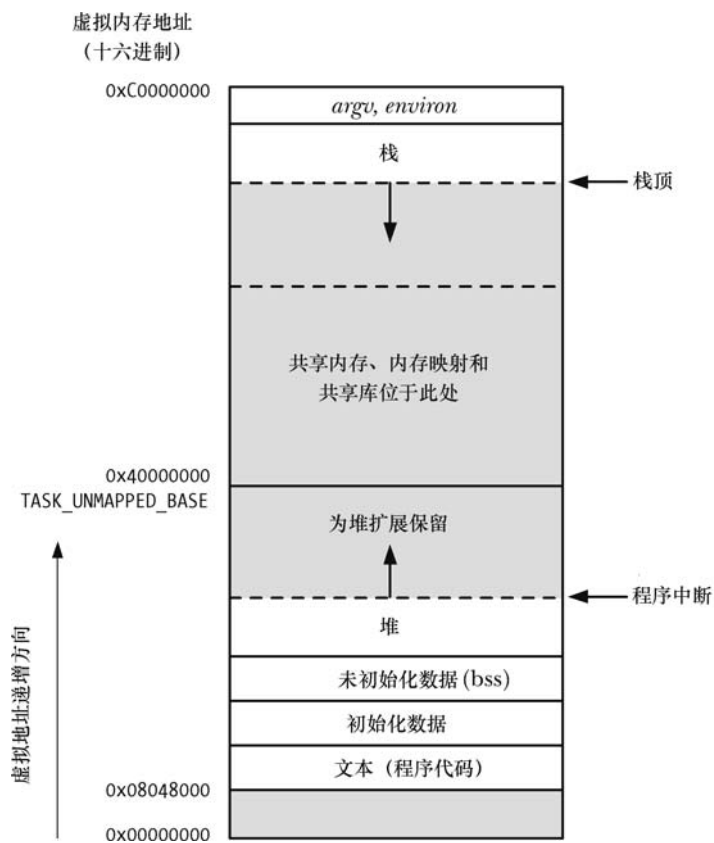 虚拟内存地址
（十六进制）
0xC0000000
argv, environ
栈
栈顶
共享内存、内存映射和
共享库位于此处
0x40000000
TASK_UNMAPPED_BASE
为堆扩展保留
程序中断
堆
未初始化数据(bss)
初始化数据
文本（程序代码）
0x08048000
0x00000000
虚拟地址递增方向